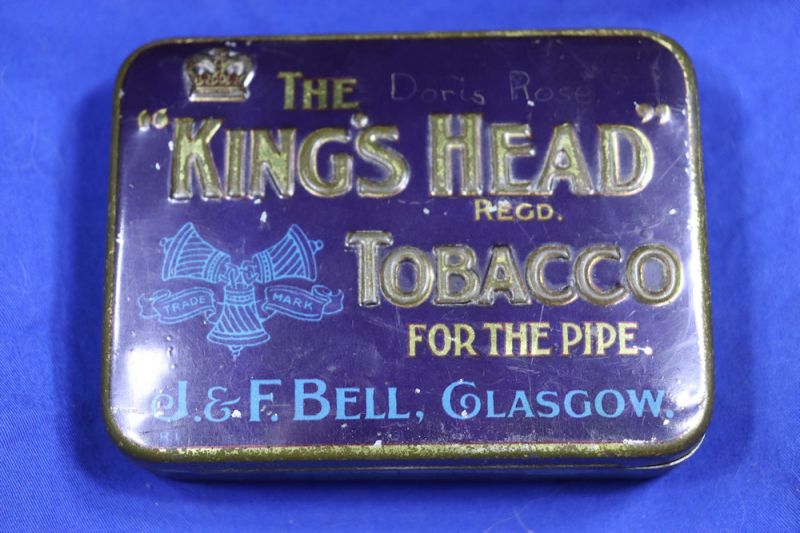 THE Doris Rose
"KING'S HEAD"
REGD.
TOBACCO
TRADE MARK
FOR THE PIPE.
J. & F. BELL, GLASGOW.